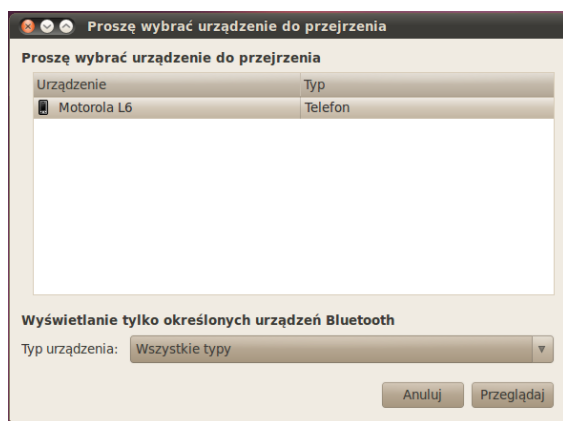 Proszę wybrać urządzenie do przejrzenia
Proszę wybrać urządzenie do przejrzenia
Urządzenie Typ
Motorola L6 Telefon
Wyświetlanie tylko określonych urządzeń Bluetooth
Typ urządzenia: Wszystkie typy
Anuluj Przeglądaj